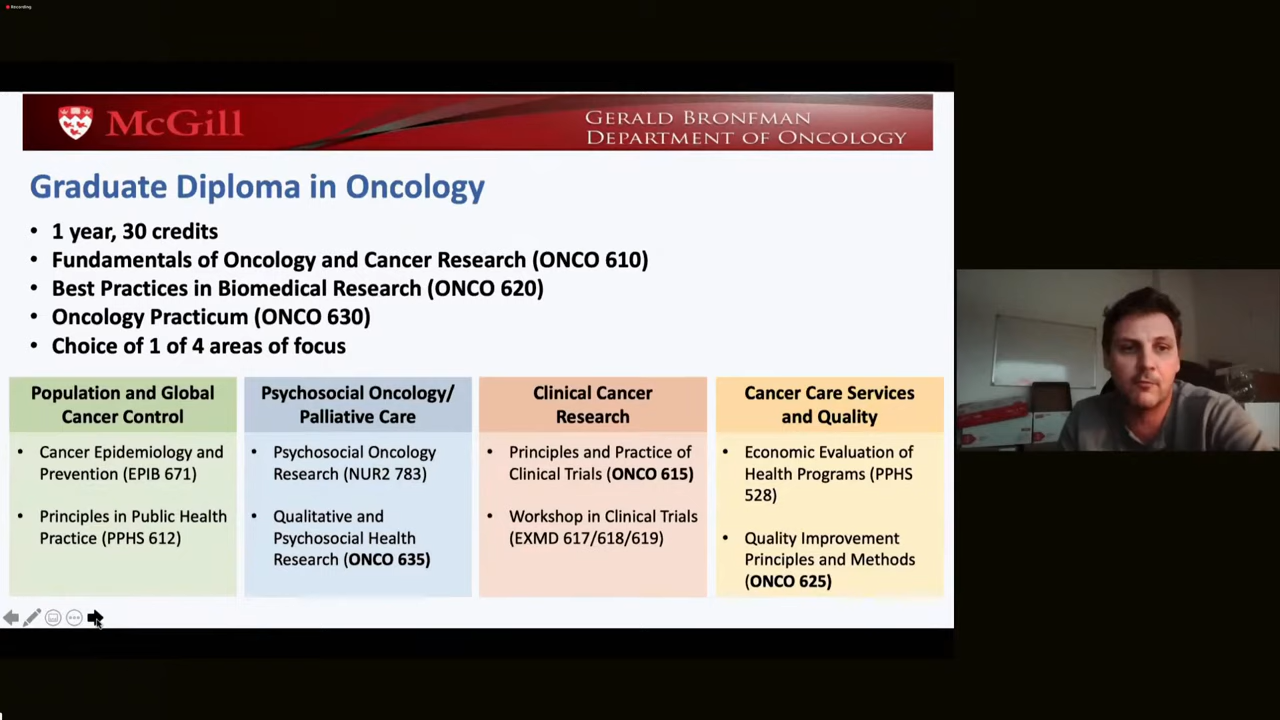 Recording
McGill
GERALD BRONFMAN
DEPARTMENT OF ONCOLOGY
Graduate Diploma in Oncology
• 1 year, 30 credits
• Fundamentals of Oncology and Cancer Research (ONCO 610)
• Best Practices in Biomedical Research (ONCO 620)
• Oncology Practicum (ONCO 630)
• Choice of 1 of 4 areas of focus
Population and Global
Cancer Control
• Cancer Epidemiology and
Prevention (EPIB 671)
• Principles in Public Health
Practice (PPHS 612)
Psychosocial Oncology/
Palliative Care
• Psychosocial Oncology
Research (NUR2 783)
• Qualitative and
Psychosocial Health
Research (ONCO 635)
Clinical Cancer
Research
• Principles and Practice of
Clinical Trials (ONCO 615)
• Workshop in Clinical Trials
(EXMD 617/618/619)
Cancer Care Services
and Quality
• Economic Evaluation of
Health Programs (PPHS
528)
• Quality Improvement
Principles and Methods
(ONCO 625)